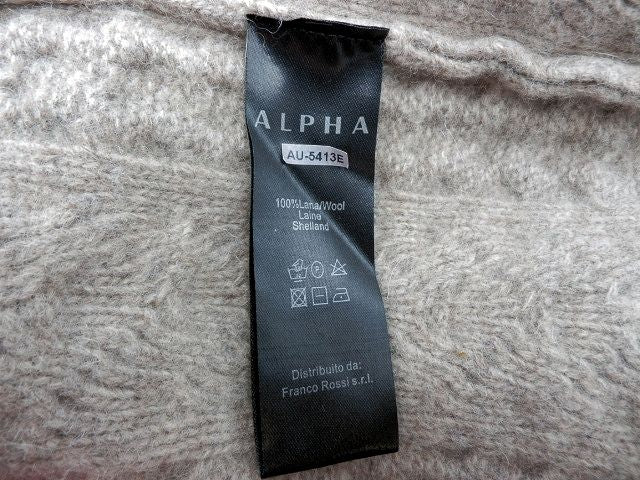 ALPHA
AU-5413E
100%Lana/Wool
Laine
Shelland
P
Distribuito da:
Franco Rossi s.r.l.